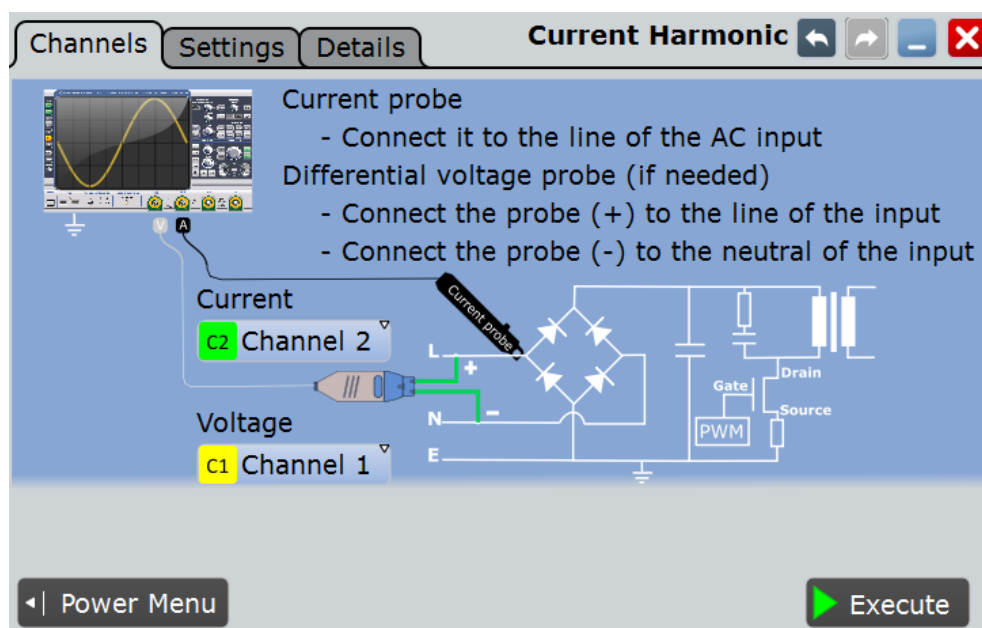 Channels
Settings
Details
Current Harmonic
Current probe
- Connect it to the line of the AC input
Differential voltage probe (if needed)
- Connect the probe (+) to the line of the input
- Connect the probe (-) to the neutral of the input
V
A
Current
C2 Channel 2
Current probe
L
+
N
-
E
Voltage
C1 Channel 1
Gate
Drain
Source
PWM
Power Menu
Execute